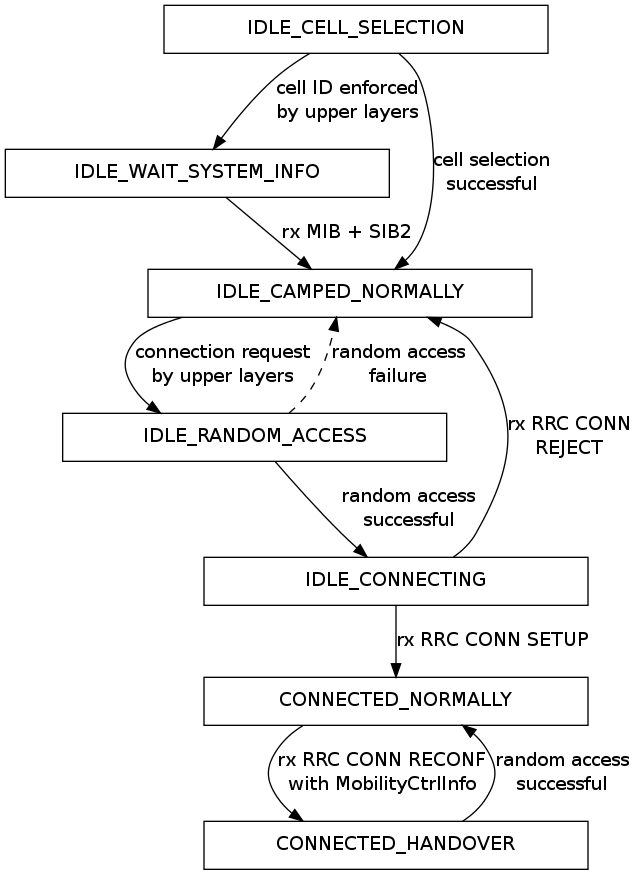 IDLE_CELL_SELECTION
cell ID enforced
by upper layers
cell selection
successful
IDLE_WAIT_SYSTEM_INFO
rx MIB + SIB2
IDLE_CAMPED_NORMALLY
connection request
by upper layers
random access
failure
IDLE_RANDOM_ACCESS
rx RRC CONN
REJECT
random access
successful
IDLE_CONNECTING
rx RRC CONN SETUP
CONNECTED_NORMALLY
rx RRC CONN RECONF
with MobilityCtrlInfo
random access
successful
CONNECTED_HANDOVER